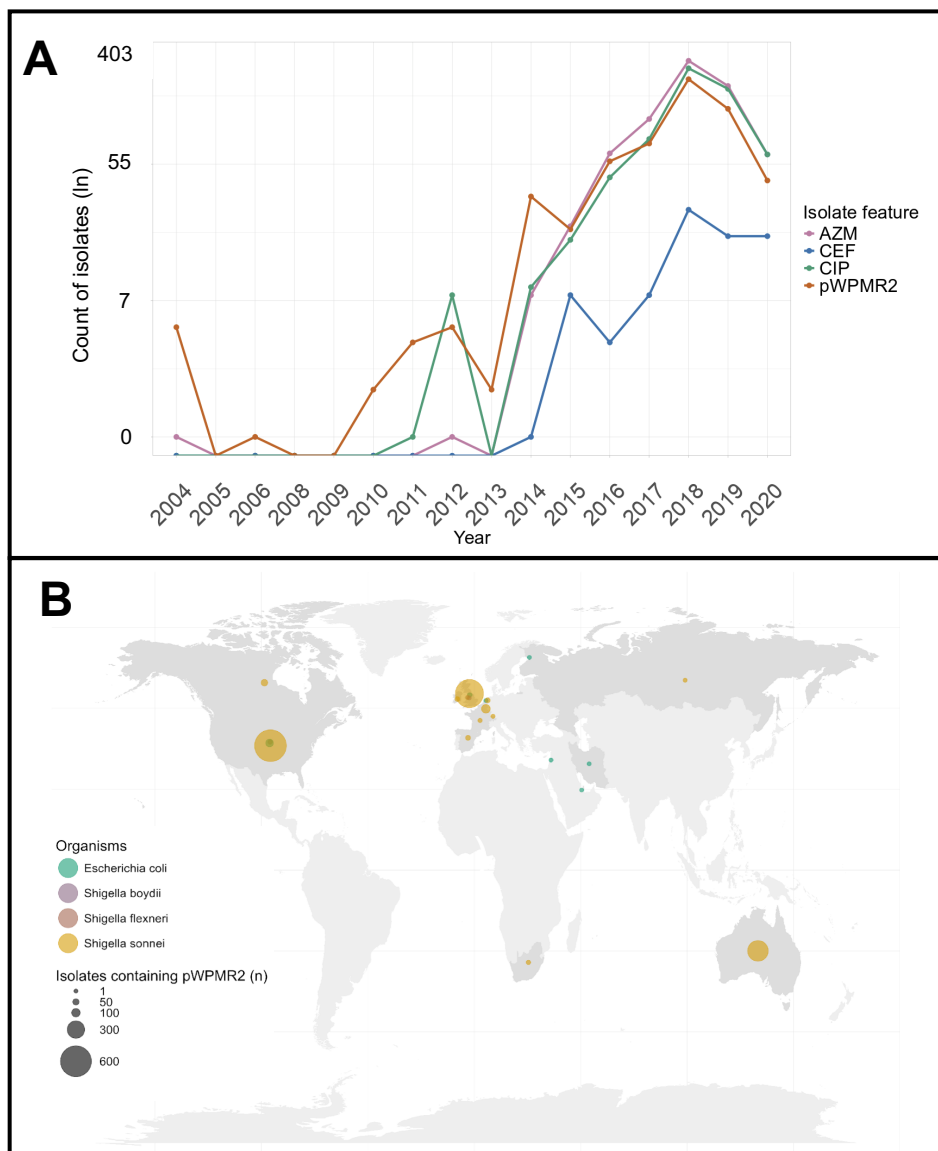 A
403
55
7
0
Count of isolates (ln)
2004
2005
2006
2008
2009
2010
2011
2012
2013
2014
2015
2016
2017
2018
2019
2020
Year
Isolate feature
AZM
CEF
CIP
pWPMR2
B
Organisms
Escherichia coli
Shigella boydii
Shigella flexneri
Shigella sonnei
Isolates containing pWPMR2 (n)
1
50
100
300
600